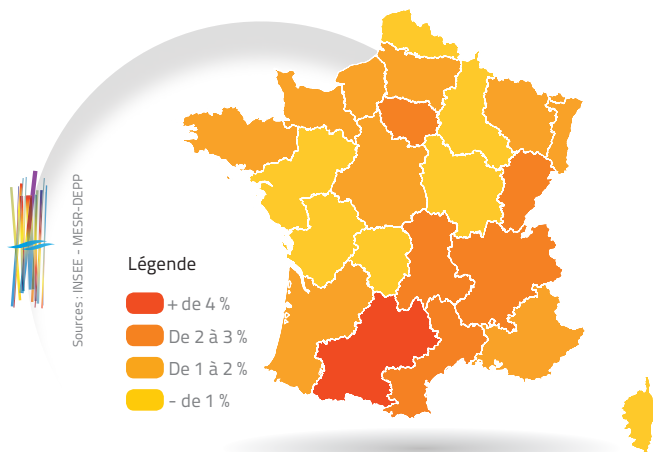 Sources : INSEE - MESR-DEPP
Légende
+ de 4 %
De 2 à 3 %
De 1 à 2 %
- de 1 %